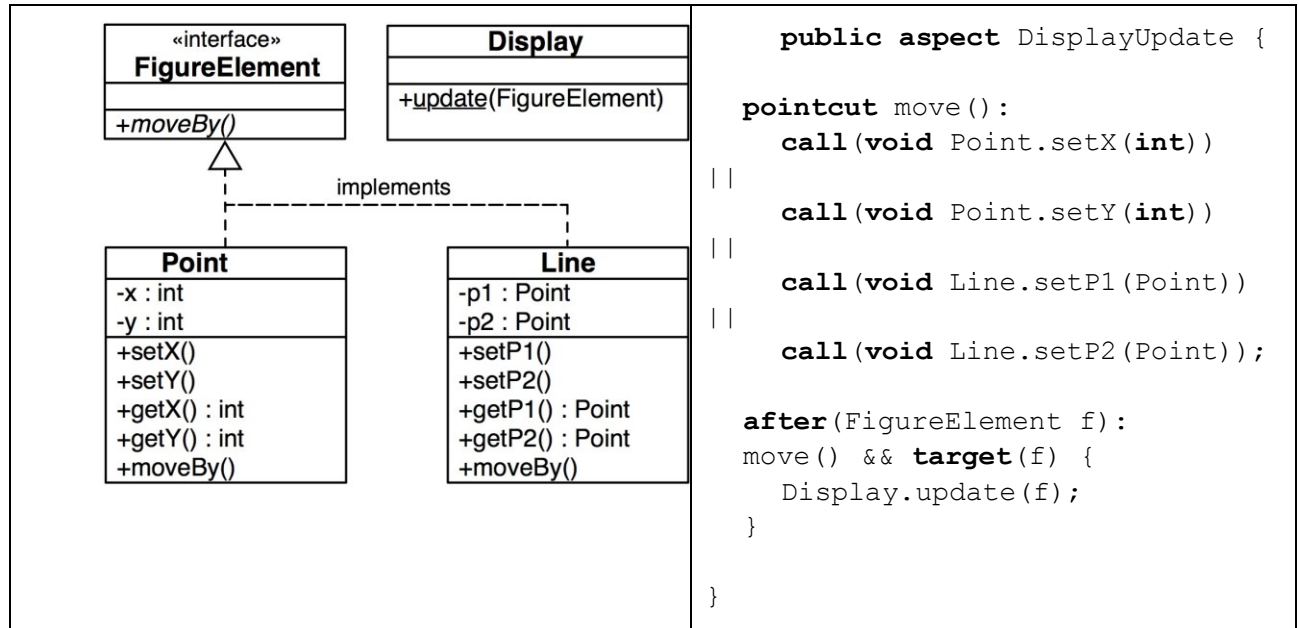 «interface»
FigureElement
+moveBy()
Display
+update(FigureElement)
implements
Point
-x : int
-y : int
+setX()
+setY()
+getX() : int
+getY() : int
+moveBy()
Line
-p1 : Point
-p2 : Point
+setP1()
+setP2()
+getP1() : Point
+getP2() : Point
+moveBy()
public aspect DisplayUpdate {
pointcut move():
call(void Point.setX(int))
||
call(void Point.setY(int))
||
call(void Line.setP1(Point))
||
call(void Line.setP2(Point));
after(FigureElement f):
move() && target(f) {
Display.update(f);
}
}